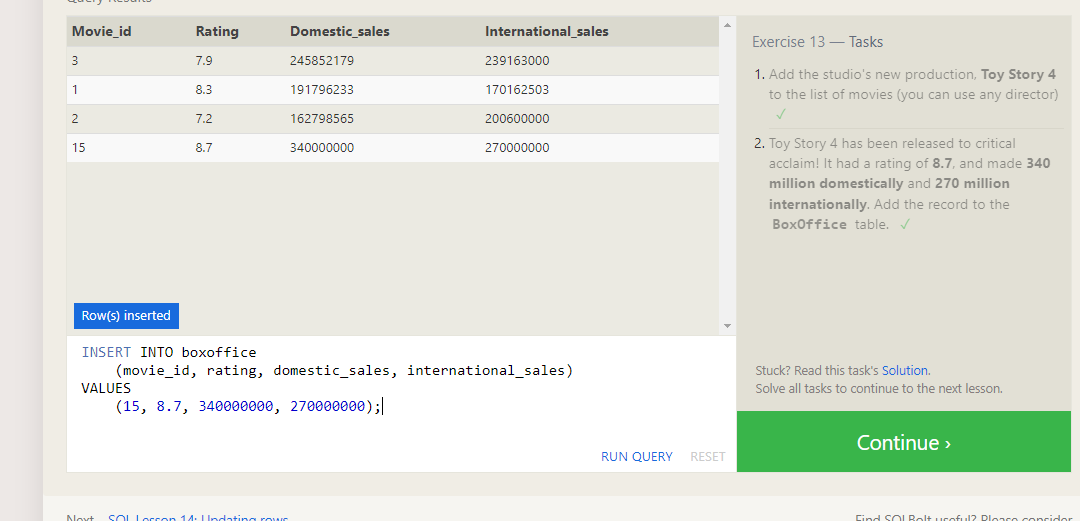 Query Results
Movie_id Rating Domestic_sales International_sales
3 7.9 245852179 239163000
1 8.3 191796233 170162503
2 7.2 162798565 200600000
15 8.7 340000000 270000000
Row(s) inserted
INSERT INTO boxoffice
(movie_id, rating, domestic_sales, international_sales)
VALUES
(15, 8.7, 340000000, 270000000);
RUN QUERY RESET
Exercise 13 — Tasks
1. Add the studio's new production, Toy Story 4
to the list of movies (you can use any director)
✓
2. Toy Story 4 has been released to critical
acclaim! It had a rating of 8.7, and made 340
million domestically and 270 million
internationally. Add the record to the
BoxOffice table. ✓
Stuck? Read this task's Solution.
Solve all tasks to continue to the next lesson.
Continue ›
Next – SQL Lesson 14: Updating rows
Find SQLBolt useful? Please consider